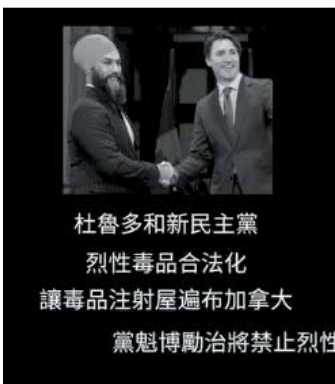 杜魯多和新民主黨
烈性毒品合法化
讓毒品注射屋遍布加拿大
黨魁博勵治將禁止烈性